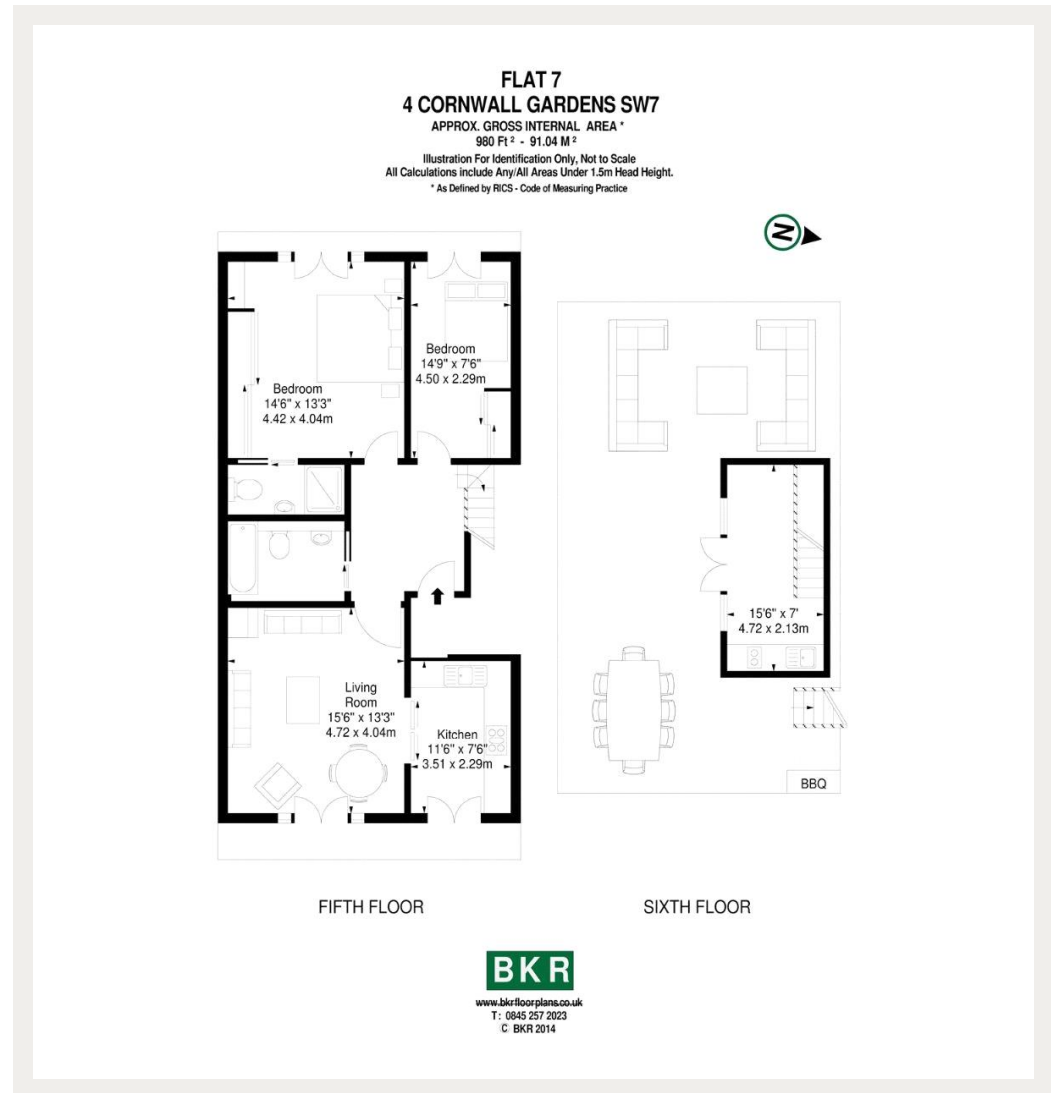 FLAT 7
4 CORNWALL GARDENS SW7
APPROX. GROSS INTERNAL AREA *
980 Ft ² - 91.04 M ²
Illustration For Identification Only, Not to Scale
All Calculations include Any/All Areas Under 1.5m Head Height.
* As Defined by RICS - Code of Measuring Practice
N
Bedroom
14'6" x 13'3"
4.42 x 4.04m
Bedroom
14'9" x 7'6"
4.50 x 2.29m
Living
Room
15'6" x 13'3"
4.72 x 4.04m
Kitchen
11'6" x 7'6"
3.51 x 2.29m
15'6" x 7'
4.72 x 2.13m
BBQ
FIFTH FLOOR
SIXTH FLOOR
BKR
www.bkrfloorplans.co.uk
T: 0845 257 2023
© BKR 2014